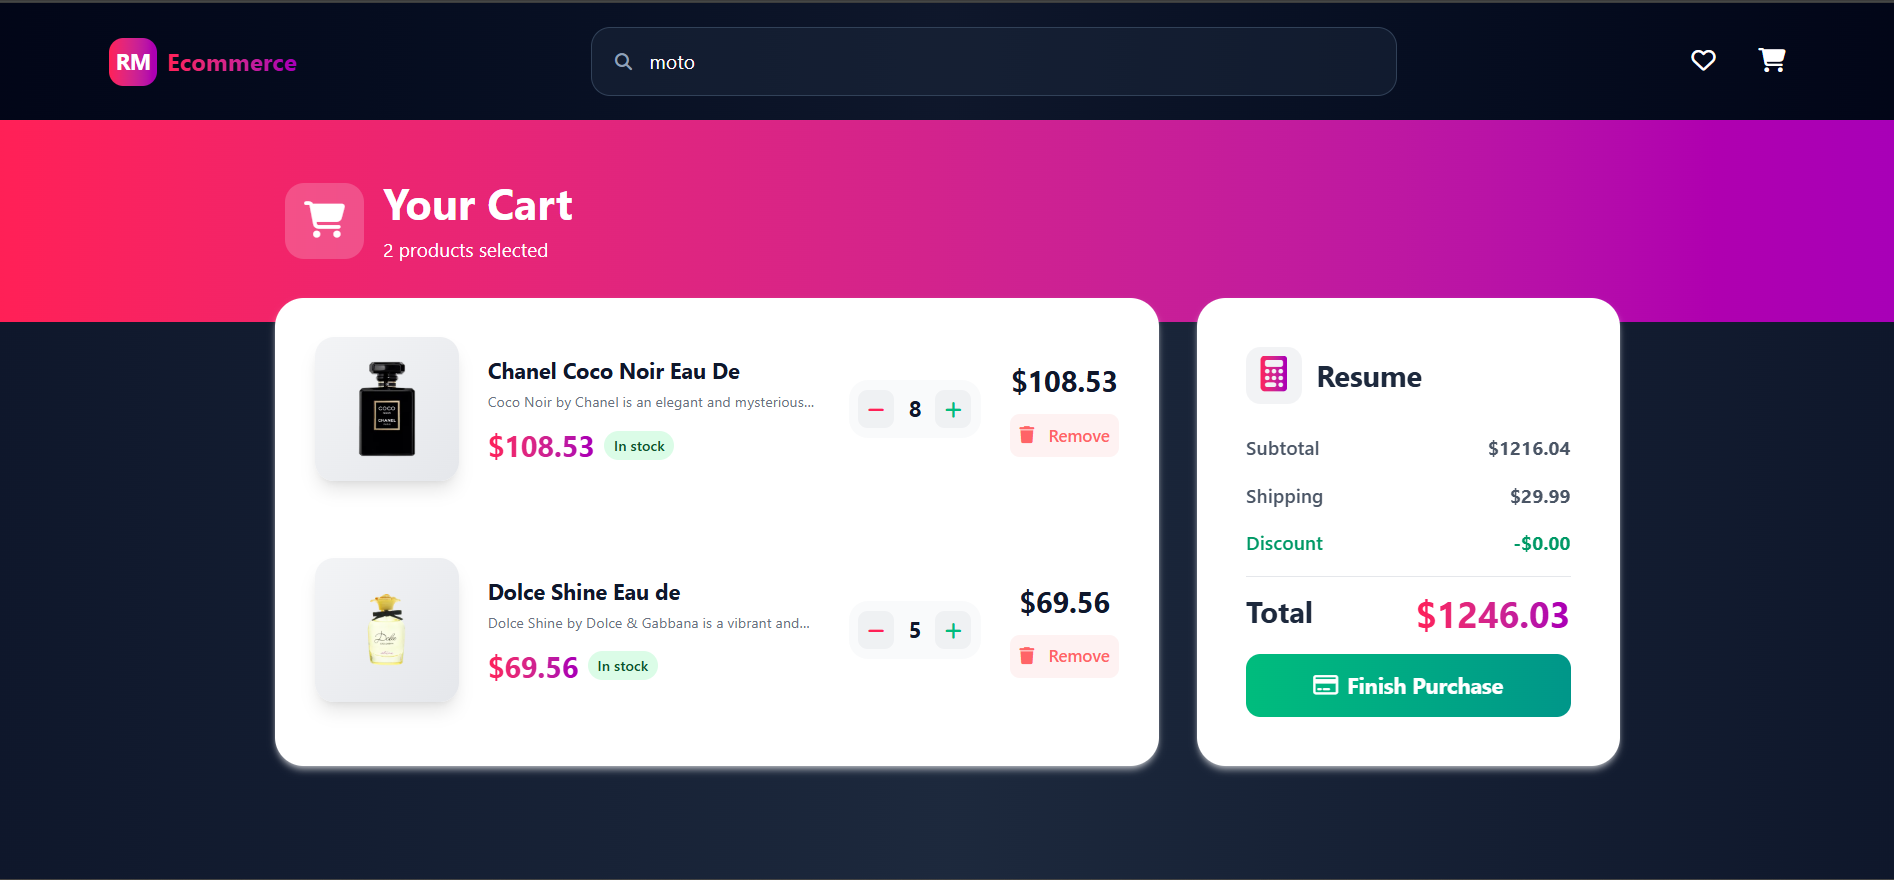 RM Ecommerce
moto
Your Cart
2 products selected
Chanel Coco Noir Eau De
Coco Noir by Chanel is an elegant and mysterious...
$108.53 In stock
8
$108.53
Remove
COCO
NOIR
CHANEL
Dolce Shine Eau de
Dolce Shine by Dolce & Gabbana is a vibrant and...
$69.56 In stock
5
$69.56
Remove
Dolce
Resume
Subtotal $1216.04
Shipping $29.99
Discount -$0.00
Total $1246.03
Finish Purchase